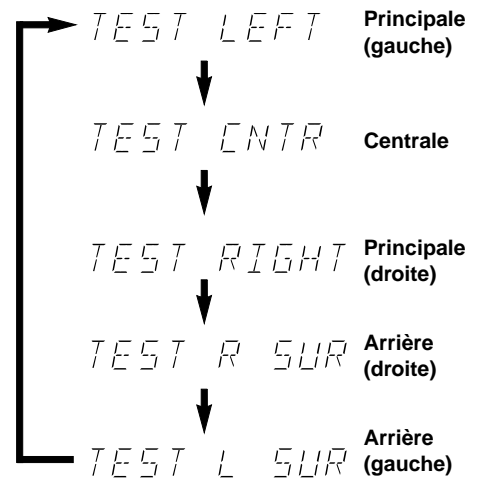 TEST LEFT Principale
(gauche)
TEST CNTR Centrale
TEST RIGHT Principale
(droite)
TEST R SUR Arrière
(droite)
TEST L SUR Arrière
(gauche)